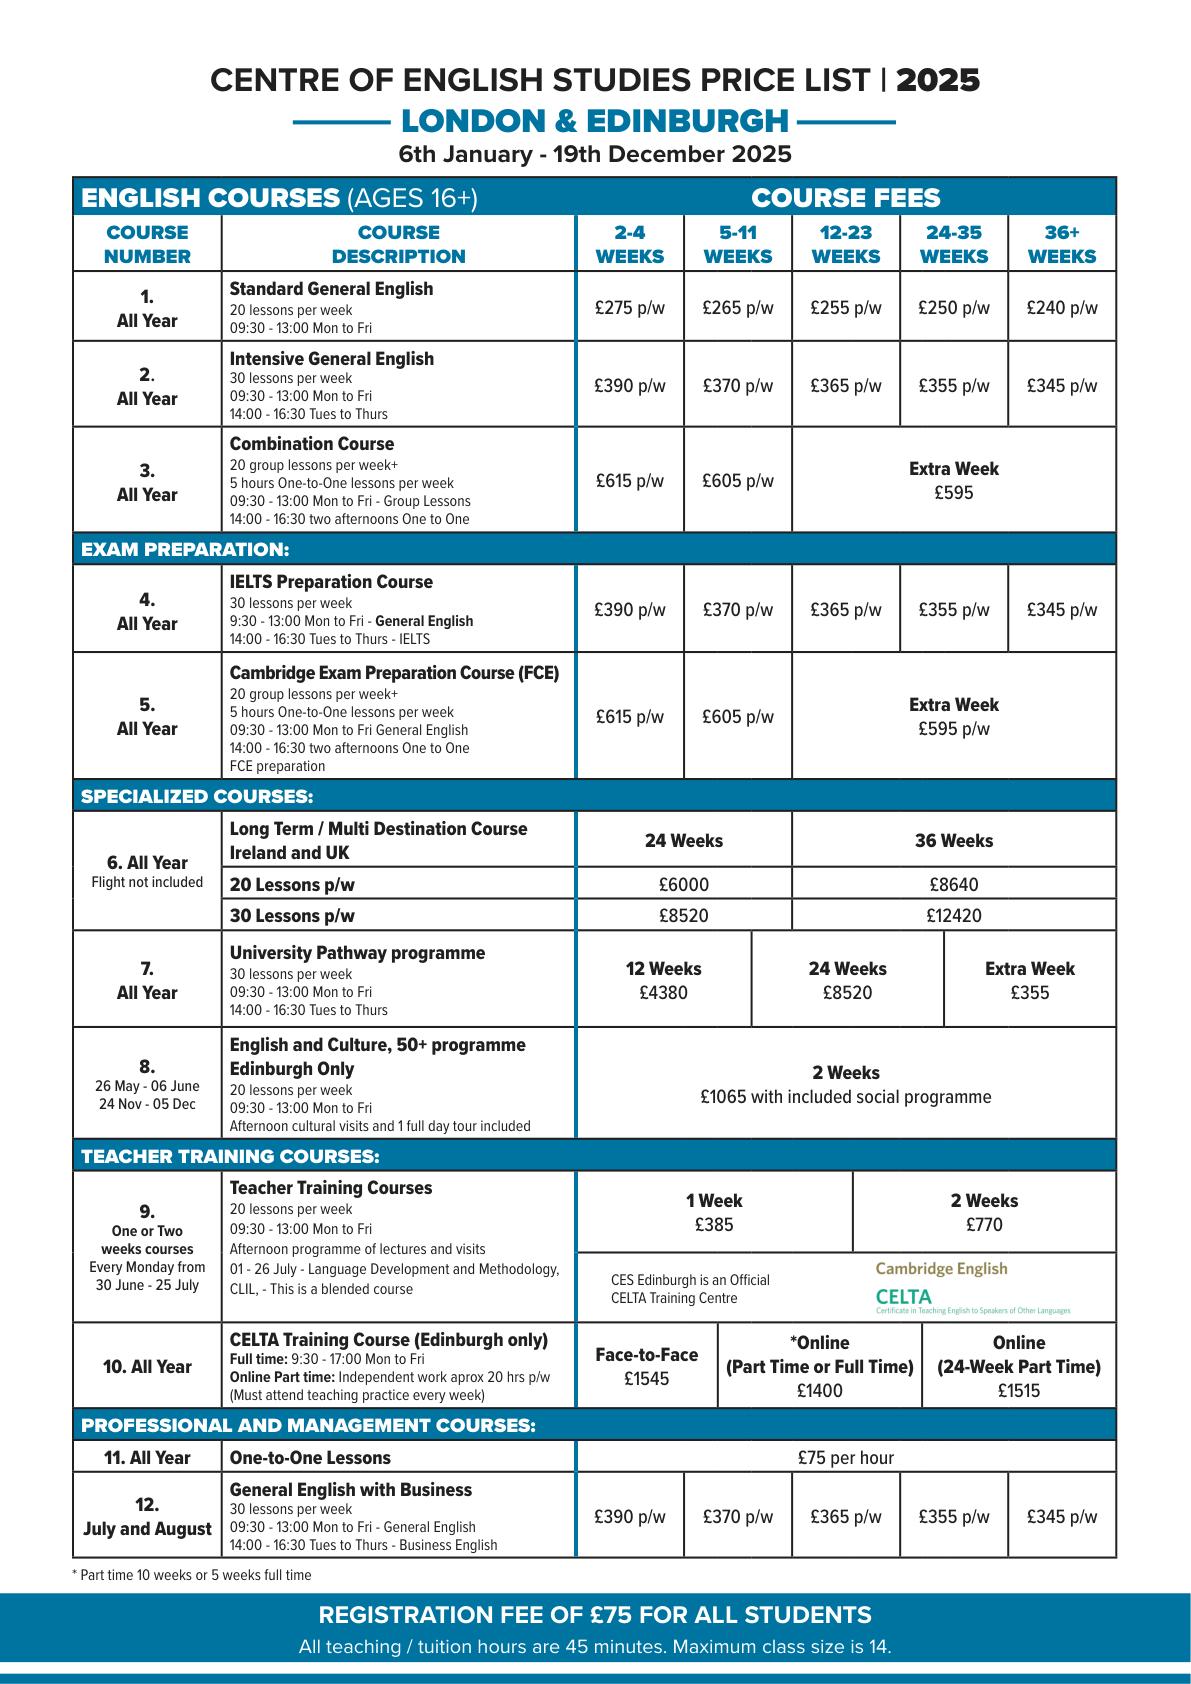 CENTRE OF ENGLISH STUDIES PRICE LIST | 2025
LONDON & EDINBURGH
6th January - 19th December 2025
ENGLISH COURSES (AGES 16+) COURSE FEES
COURSE NUMBER COURSE DESCRIPTION 2-4 WEEKS 5-11 WEEKS 12-23 WEEKS 24-35 WEEKS 36+ WEEKS
1.
All Year
Standard General English
20 lessons per week
09:30 - 13:00 Mon to Fri
£275 p/w £265 p/w £255 p/w £250 p/w £240 p/w
2.
All Year
Intensive General English
30 lessons per week
09:30 - 13:00 Mon to Fri
14:00 - 16:30 Tues to Thurs
£390 p/w £370 p/w £365 p/w £355 p/w £345 p/w
3.
All Year
Combination Course
20 group lessons per week+
5 hours One-to-One lessons per week
09:30 - 13:00 Mon to Fri - Group Lessons
14:00 - 16:30 two afternoons One to One
£615 p/w £605 p/w
Extra Week
£595
EXAM PREPARATION:
4.
All Year
IELTS Preparation Course
30 lessons per week
9:30 - 13:00 Mon to Fri - General English
14:00 - 16:30 Tues to Thurs - IELTS
£390 p/w £370 p/w £365 p/w £355 p/w £345 p/w
5.
All Year
Cambridge Exam Preparation Course (FCE)
20 group lessons per week+
5 hours One-to-One lessons per week
09:30 - 13:00 Mon to Fri General English
14:00 - 16:30 two afternoons One to One
FCE preparation
£615 p/w £605 p/w
Extra Week
£595 p/w
SPECIALIZED COURSES:
6. All Year
Flight not included
Long Term / Multi Destination Course
Ireland and UK
24 Weeks 36 Weeks
20 Lessons p/w £6000 £8640
30 Lessons p/w £8520 £12420
7.
All Year
University Pathway programme
30 lessons per week
09:30 - 13:00 Mon to Fri
14:00 - 16:30 Tues to Thurs
12 Weeks 24 Weeks Extra Week
£4380 £8520 £355
8.
26 May - 06 June
24 Nov - 05 Dec
English and Culture, 50+ programme
Edinburgh Only
20 lessons per week
09:30 - 13:00 Mon to Fri
Afternoon cultural visits and 1 full day tour included
2 Weeks
£1065 with included social programme
TEACHER TRAINING COURSES:
9.
One or Two
weeks courses
Every Monday from
30 June - 25 July
Teacher Training Courses
20 lessons per week
09:30 - 13:00 Mon to Fri
Afternoon programme of lectures and visits
01 - 26 July - Language Development and Methodology,
CLIL, - This is a blended course
1 Week 2 Weeks
£385 £770
CES Edinburgh is an Official
CELTA Training Centre
Cambridge English
CELTA
Certificate in Teaching English to Speakers of Other Languages
10. All Year
CELTA Training Course (Edinburgh only)
Full time: 9:30 - 17:00 Mon to Fri
Online Part time: Independent work aprox 20 hrs p/w
(Must attend teaching practice every week)
Face-to-Face
£1545
*Online
(Part Time or Full Time)
£1400
Online
(24-Week Part Time)
£1515
PROFESSIONAL AND MANAGEMENT COURSES:
11. All Year One-to-One Lessons £75 per hour
12.
July and August
General English with Business
30 lessons per week
09:30 - 13:00 Mon to Fri - General English
14:00 - 16:30 Tues to Thurs - Business English
£390 p/w £370 p/w £365 p/w £355 p/w £345 p/w
* Part time 10 weeks or 5 weeks full time
REGISTRATION FEE OF £75 FOR ALL STUDENTS
All teaching / tuition hours are 45 minutes. Maximum class size is 14.